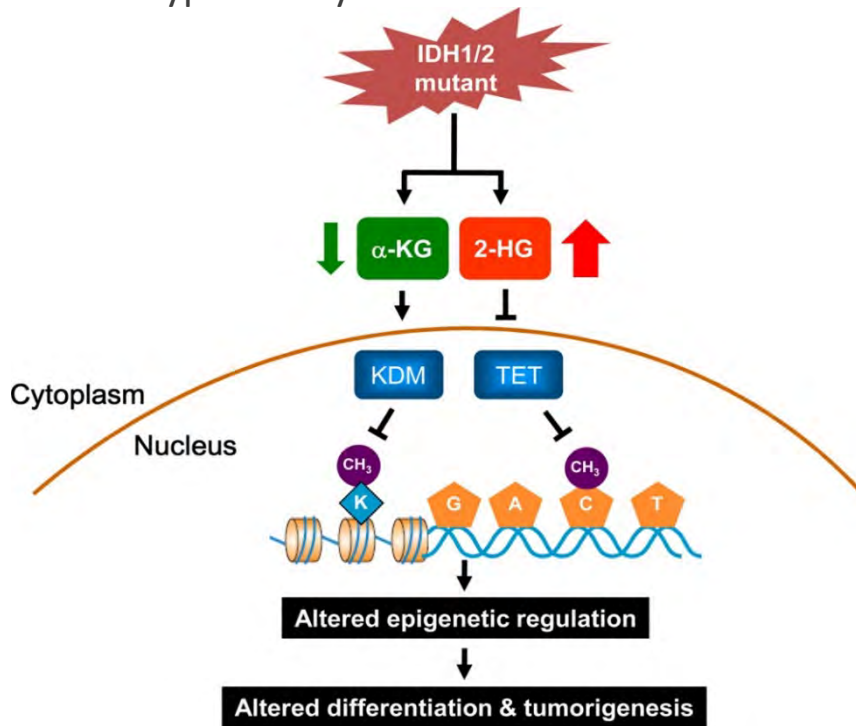 IDH1/2
mutant
α-KG
2-HG
KDM
TET
Cytoplasm
Nucleus
CH₃
CH₃
K
G
A
C
T
Altered epigenetic regulation
Altered differentiation & tumorigenesis